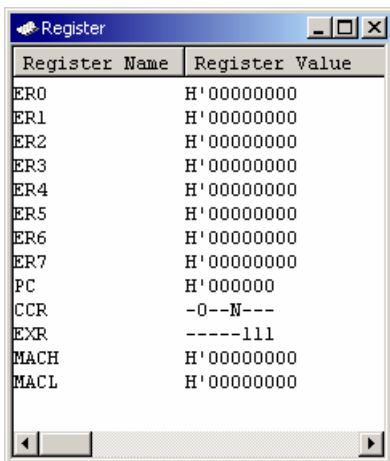 Register
Register Name Register Value
ER0 H'00000000
ER1 H'00000000
ER2 H'00000000
ER3 H'00000000
ER4 H'00000000
ER5 H'00000000
ER6 H'00000000
ER7 H'00000000
PC H'000000
CCR -0--N---
EXR -----111
MACH H'00000000
MACL H'00000000